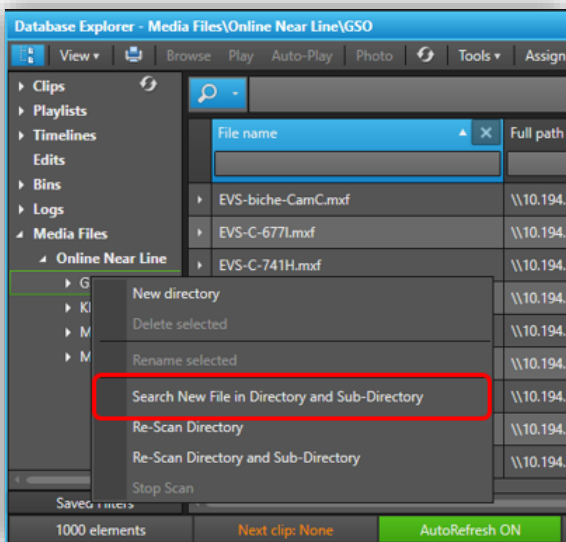 Database Explorer - Media Files\Online Near Line\GSO
View Browse Play Auto-Play Photo Tools Assign
Clips
Playlists
Timelines
Edits
Bins
Logs
Media Files
Online Near Line
G
K
M
M
File name Full path
EVS-biche-CamC.mxf \\10.194.
EVS-C-677I.mxf \\10.194.
EVS-C-741H.mxf \\10.194.
\\10.194.
\\10.194.
\\10.194.
\\10.194.
\\10.194.
\\10.194.
New directory
Delete selected
Rename selected
Search New File in Directory and Sub-Directory
Re-Scan Directory
Re-Scan Directory and Sub-Directory
Stop Scan
Saved Filters
1000 elements Next clip: None AutoRefresh ON